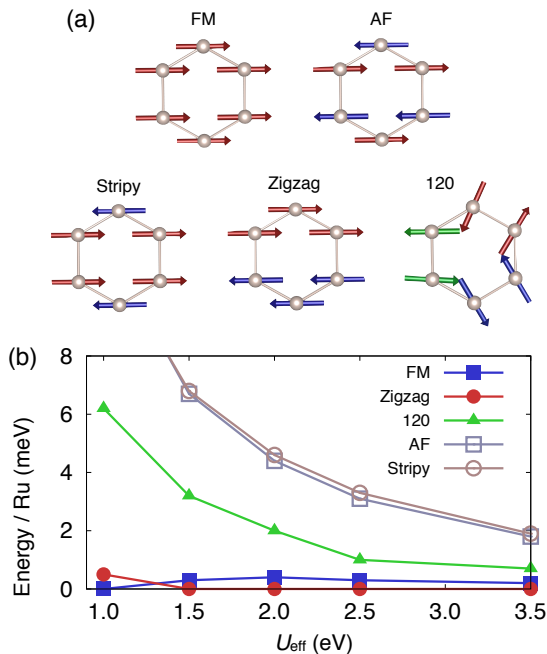 (a)
FM
AF
Stripy
Zigzag
120
(b)
8
6
4
2
0
Energy / Ru (meV)
FM
Zigzag
120
AF
Stripy
1.0 1.5 2.0 2.5 3.0 3.5
Ueff (eV)